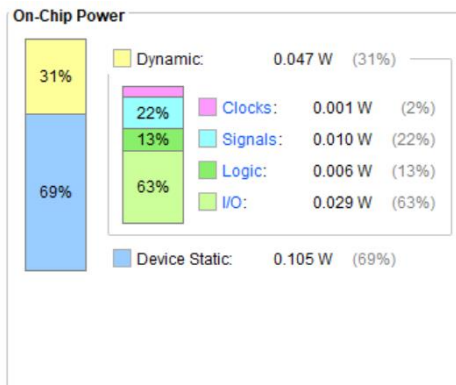 On-Chip Power
31%
69%
Dynamic: 0.047 W (31%)
22%
13%
63%
Clocks: 0.001 W (2%)
Signals: 0.010 W (22%)
Logic: 0.006 W (13%)
I/O: 0.029 W (63%)
Device Static: 0.105 W (69%)